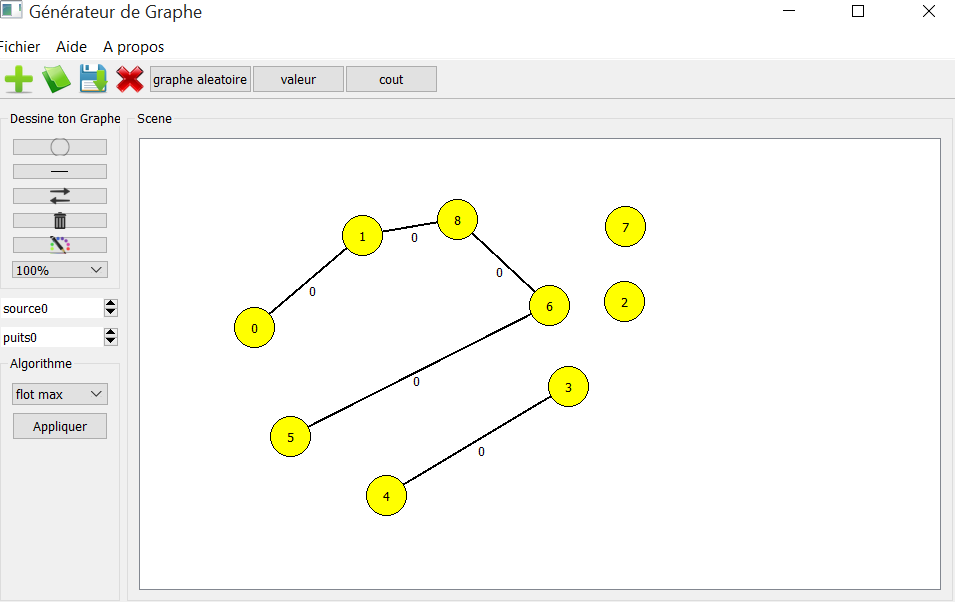 Générateur de Graphe
Fichier Aide A propos
graphe aleatoire valeur cout
Dessine ton Graphe
Scene
100%
source0
puits0
Algorithme
flot max
Appliquer
8
7
1
0
0
0
2
6
0
0
3
0
5
0
4